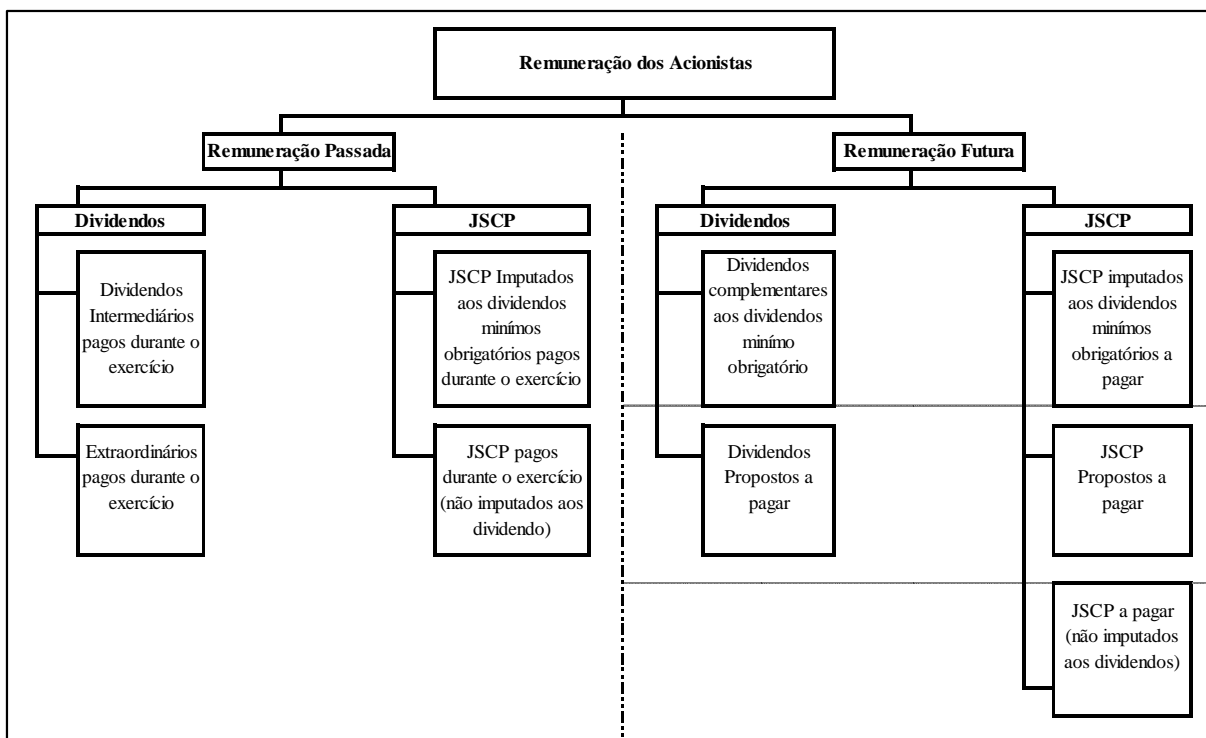 Remuneração dos Acionistas
Remuneração Passada
Remuneração Futura
Dividendos
JSCP
Dividendos
JSCP
Dividendos
Intermediários
pagos durante o
exercício
JSCP Imputados
aos dividendos
minímos
obrigatórios pagos
durante o exercício
Dividendos
complementares
aos dividendos
minímo
obrigatório
JSCP imputados
aos dividendos
minímos
obrigatórios a
pagar
Extraordinários
pagos durante o
exercício
JSCP pagos
durante o exercício
(não imputados aos
dividendo)
Dividendos
Propostos a
pagar
JSCP
Propostos a
pagar
JSCP a pagar
(não imputados
aos dividendos)